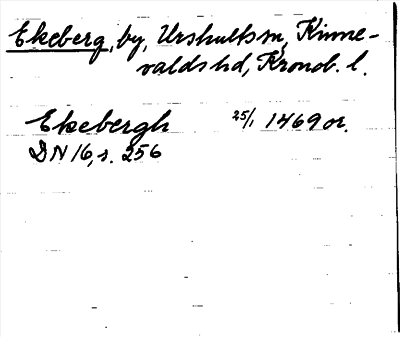 Ekeberg, by, Urshults sn, Kinne-
valds hd, Kronob. l.
Ekebergh 25/1 1469 or.
DN 16, s. 256